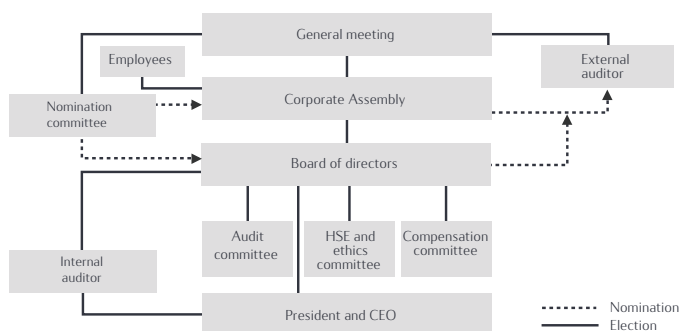 General meeting
Employees
External
auditor
Corporate Assembly
Nomination
committee
Board of directors
Audit
committee
HSE and
ethics
committee
Compensation
committee
Internal
auditor
President and CEO
Nomination
Election